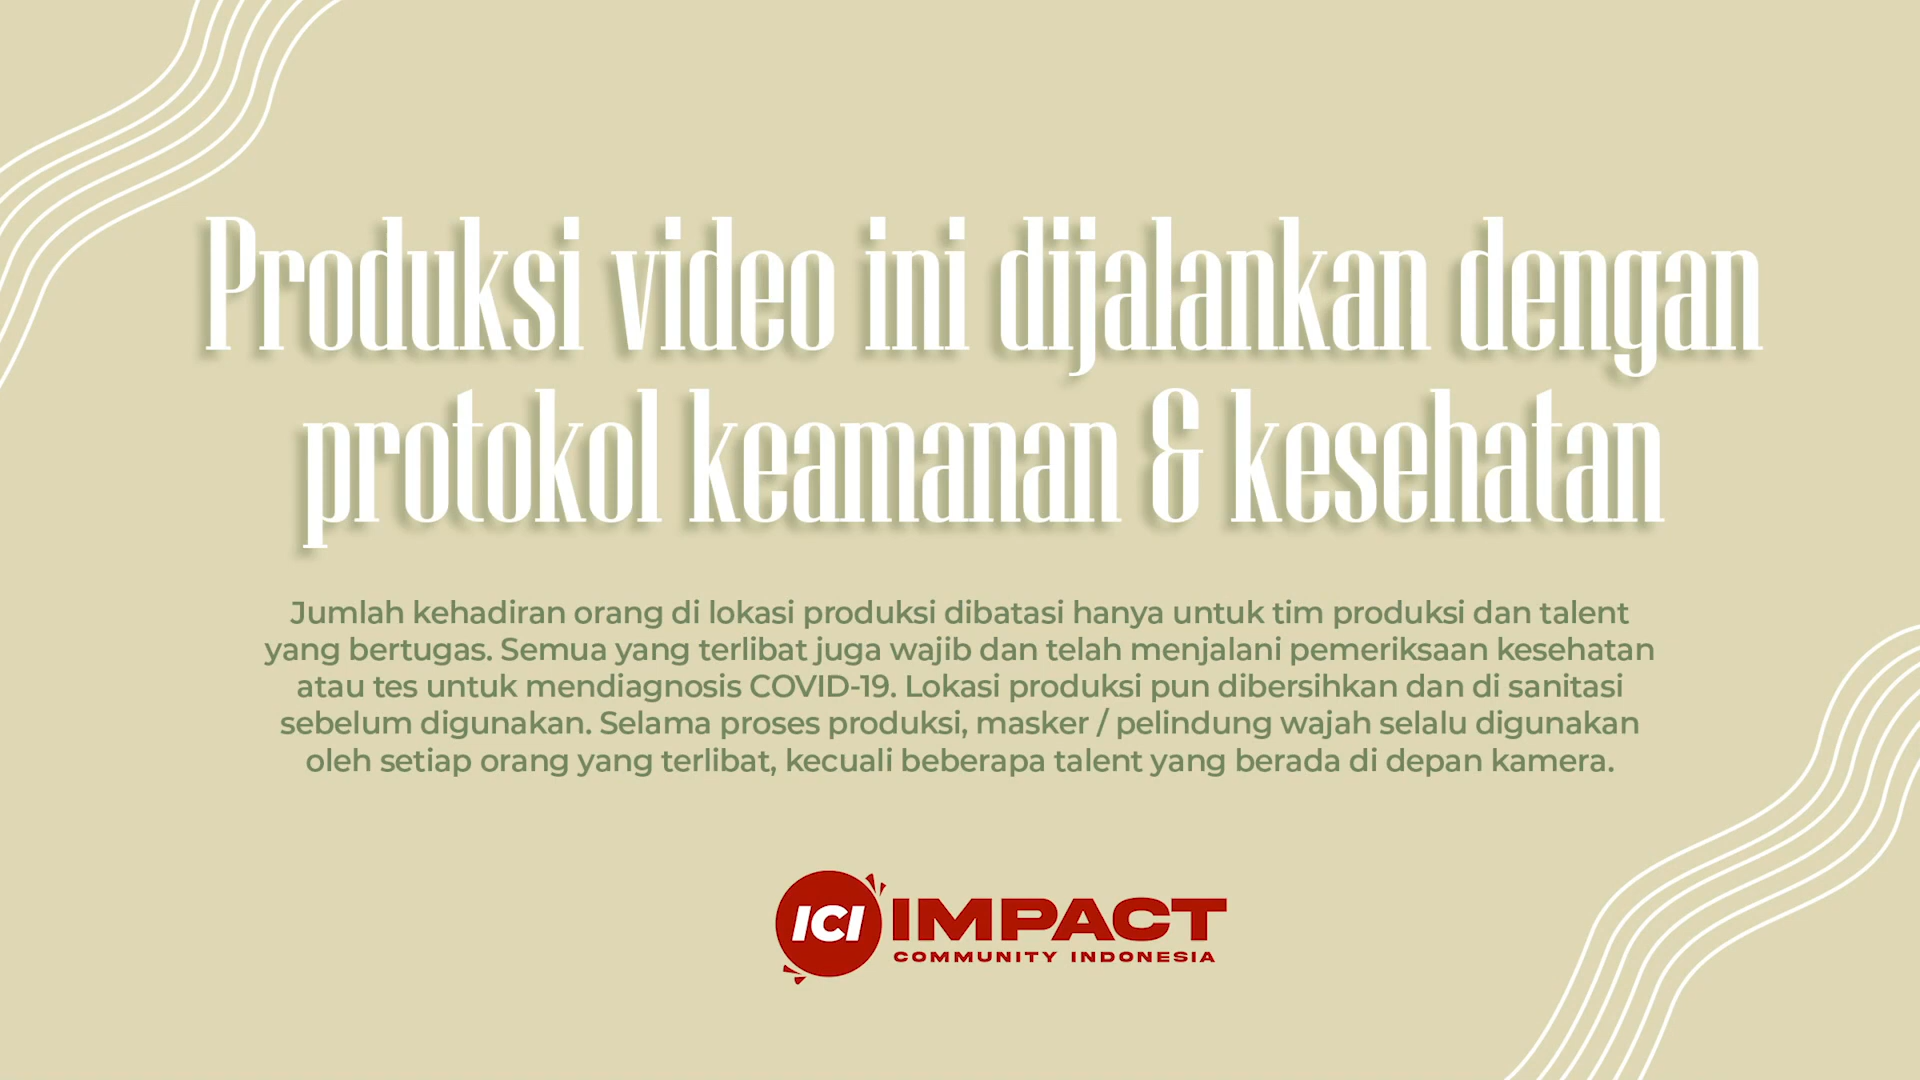 Produksi video ini dijalankan dengan
protokol keamanan & kesehatan
Jumlah kehadiran orang di lokasi produksi dibatasi hanya untuk tim produksi dan talent
yang bertugas. Semua yang terlibat juga wajib dan telah menjalani pemeriksaan kesehatan
atau tes untuk mendiagnosis COVID-19. Lokasi produksi pun dibersihkan dan di sanitasi
sebelum digunakan. Selama proses produksi, masker / pelindung wajah selalu digunakan
oleh setiap orang yang terlibat, kecuali beberapa talent yang berada di depan kamera.
ICI IMPACT
COMMUNITY INDONESIA